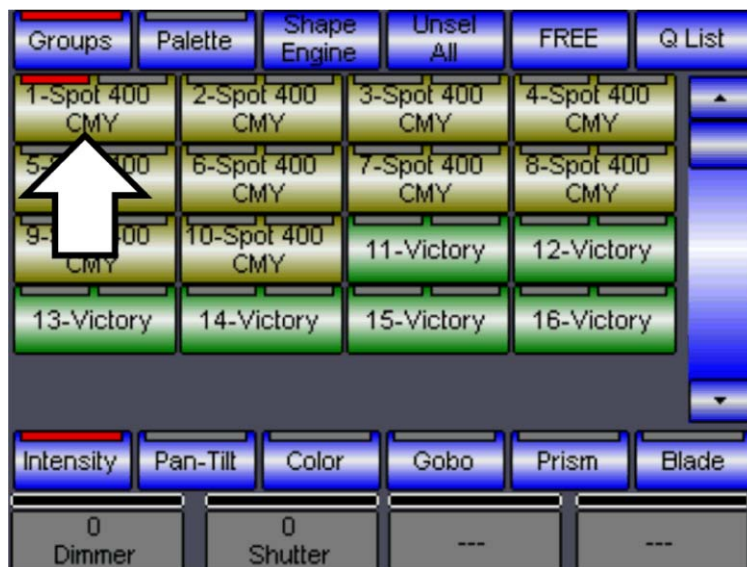 Groups
Palette
Shape
Engine
Unsel
All
FREE
Q List
1-Spot 400
CMY
2-Spot 400
CMY
3-Spot 400
CMY
4-Spot 400
CMY
6-Spot 400
CMY
7-Spot 400
CMY
8-Spot 400
CMY
CMY
10-Spot 400
CMY
11-Victory
12-Victory
13-Victory
14-Victory
15-Victory
16-Victory
Intensity
Pan-Tilt
Color
Gobo
Prism
Blade
0
Dimmer
0
Shutter
---
---